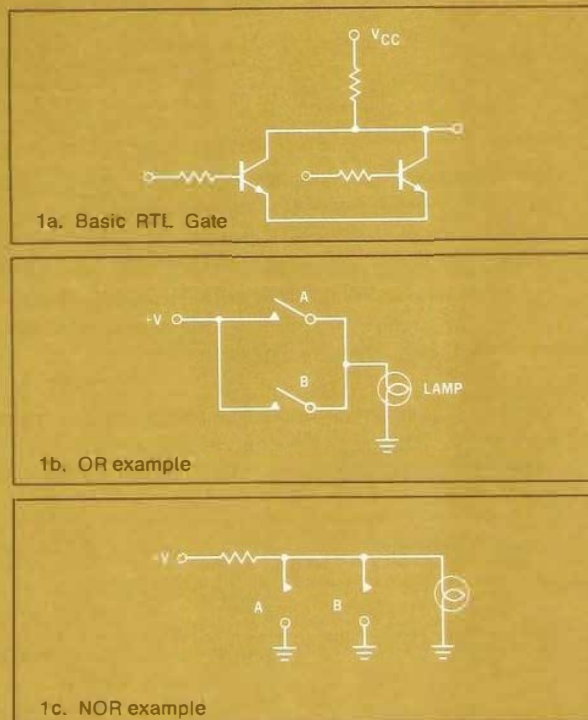 VCC
1a. Basic RTL Gate
A
+V
B
LAMP
1b. OR example
+V
A
B
1c. NOR example